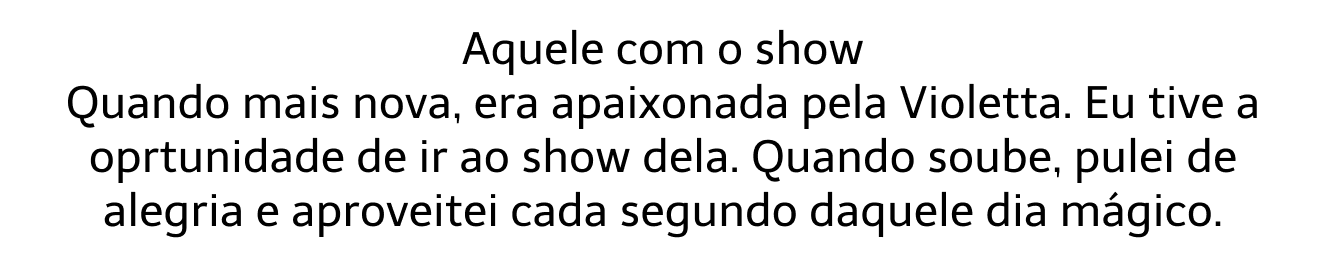 Aquele com o show
Quando mais nova, era apaixonada pela Violetta. Eu tive a
oprtunidade de ir ao show dela. Quando soube, pulei de
alegria e aproveitei cada segundo daquele dia mágico.